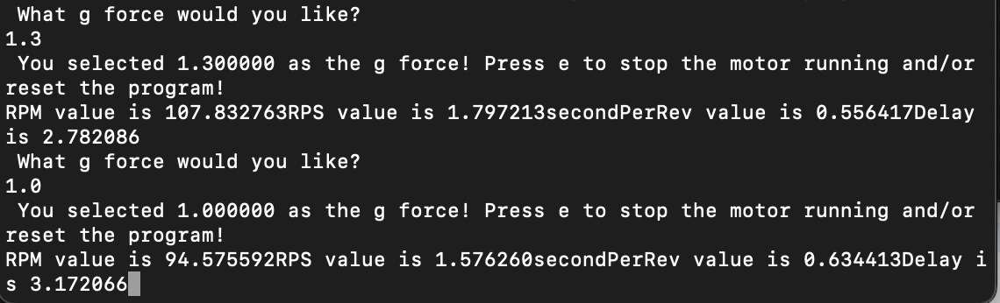 What g force would you like?
1.3
You selected 1.300000 as the g force! Press e to stop the motor running and/or
reset the program!
RPM value is 107.832763RPS value is 1.797213secondPerRev value is 0.556417Delay
is 2.782086
What g force would you like?
1.0
You selected 1.000000 as the g force! Press e to stop the motor running and/or
reset the program!
RPM value is 94.575592RPS value is 1.576260secondPerRev value is 0.634413Delay i
s 3.172066